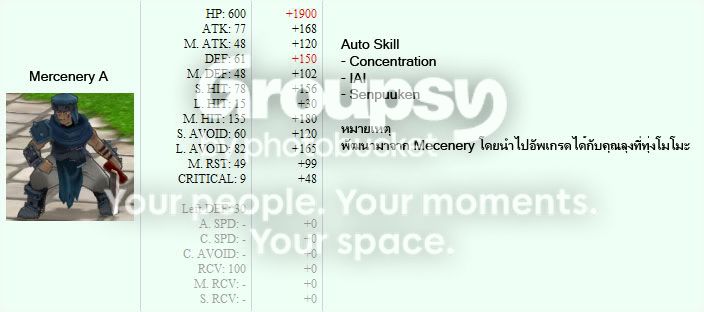 Mercenery A
HP: 600 +1900
ATK: 77 +168
M. ATK: 48 +120
DEF: 61 +150
M. DEF: 48 +102
S. HIT: 78 +156
L. HIT: 15 +30
M. HIT: 135 +180
S. AVOID: 60 +120
L. AVOID: 82 +165
M. RST: 49 +99
CRITICAL: 9 +48
Left DEF: 30
A. SPD: - +0
C. SPD: - +0
C. AVOID: - +0
RCV: 100 +0
M. RCV: - +0
S. RCV: - +0
Auto Skill
- Concentration
- IAI
- Senpuuken
หมายเหตุ
พัฒนามาจาก Mecenery โดยนำไปอัพเกรดได้กับคุณลุงที่ทุ่งโมโมะ
Groupsy
photobucket
Your people. Your moments.
Your space.